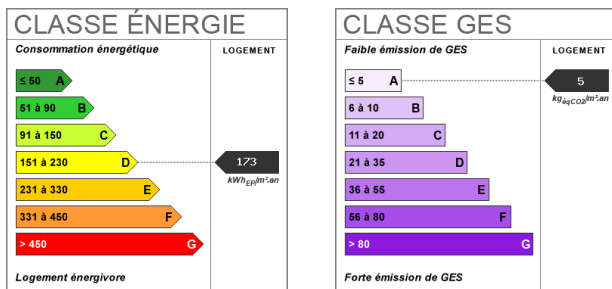 CLASSE ÉNERGIE
Consommation énergétique
LOGEMENT
≤ 50 A
51 à 90 B
91 à 150 C
151 à 230 D
173
kWhEP/m².an
231 à 330 E
331 à 450 F
> 450 G
Logement énergivore
CLASSE GES
Faible émission de GES
LOGEMENT
≤ 5 A
5
kgéqCO2/m².an
6 à 10 B
11 à 20 C
21 à 35 D
36 à 55 E
56 à 80 F
> 80 G
Forte émission de GES